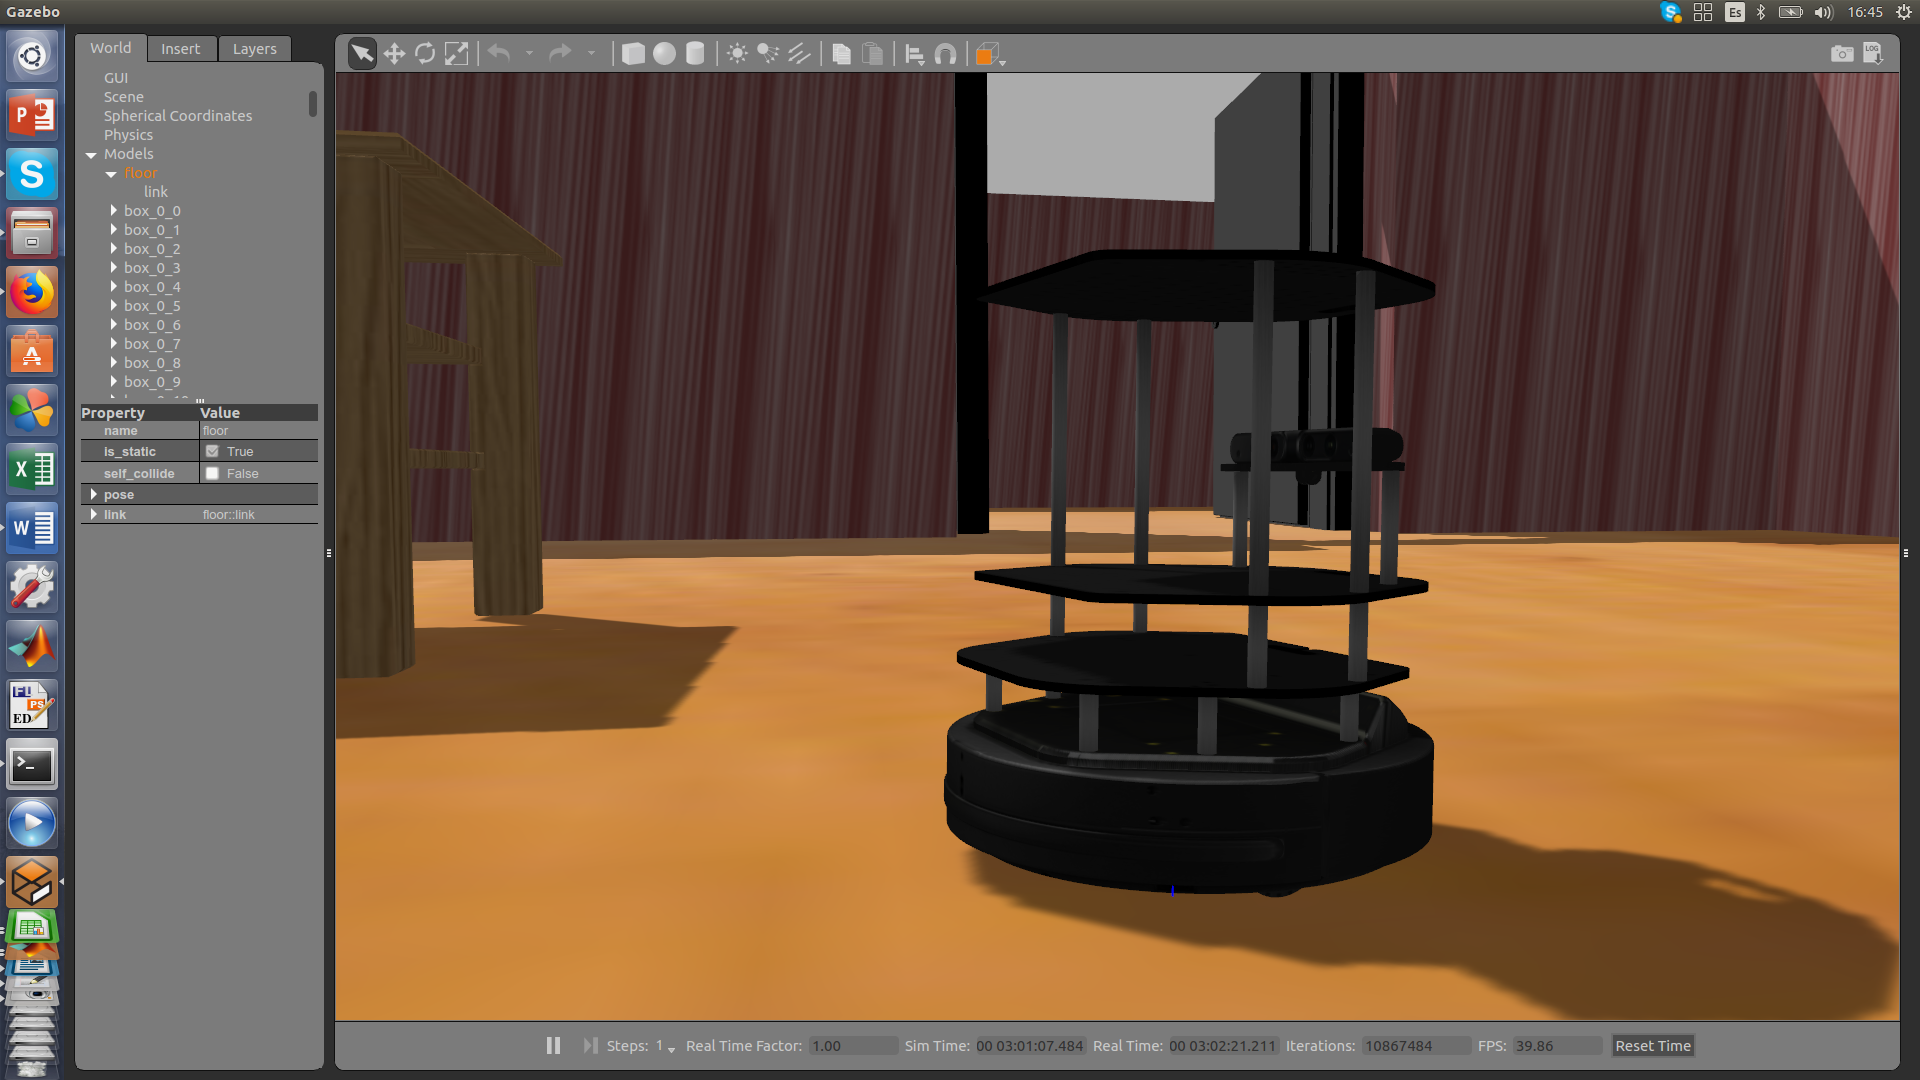 Gazebo
Es
16:45
World Insert Layers
LOG
GUI
Scene
Spherical Coordinates
Physics
Models
floor
link
box_0_0
box_0_1
box_0_2
box_0_3
box_0_4
box_0_5
box_0_6
box_0_7
box_0_8
box_0_9
Property Value
name floor
is_static True
self_collide False
pose
link floor::link
Steps: 1 Real Time Factor: 1.00 Sim Time: 00 03:01:07.484 Real Time: 00 03:02:21.211 Iterations: 10867484 FPS: 39.86 Reset Time